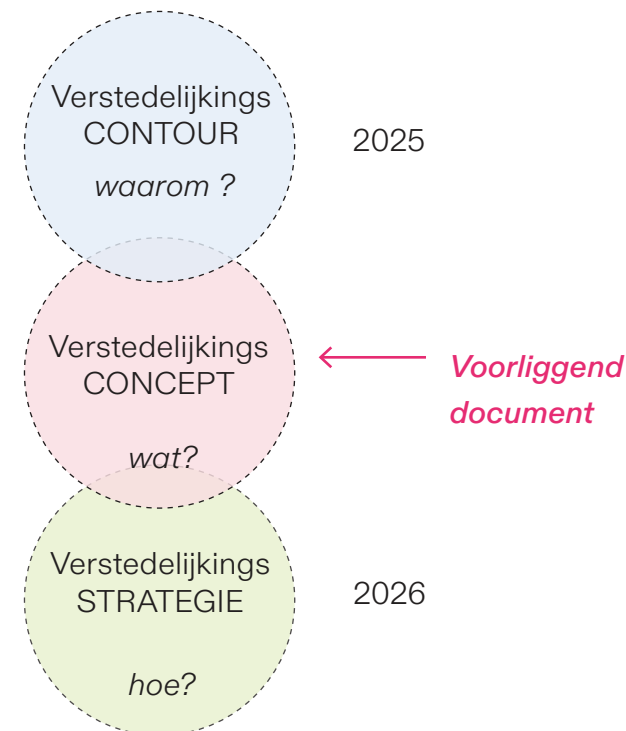 Verstedelijkings
CONTOUR
waarom ?
2025
Verstedelijkings
CONCEPT
wat?
Voorliggend
document
Verstedelijkings
STRATEGIE
hoe?
2026